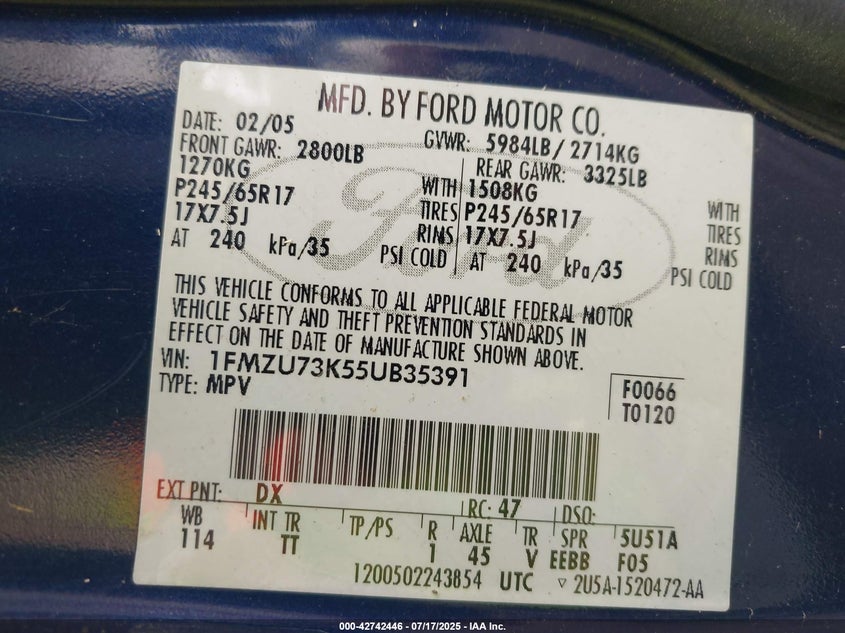 MFD. BY FORD MOTOR CO.
DATE: 02/05 GVWR: 5984LB/ 2714KG
FRONT GAWR: 2800LB REAR GAWR: 3325LB
1270KG WITH 1508KG WITH
P245/65R17 TIRES P245/65R17 TIRES
17X7.5J RIMS 17X7.5J RIMS
AT 240 kPa/35 PSI COLD AT 240 kPa/35 PSI COLD
Ford
THIS VEHICLE CONFORMS TO ALL APPLICABLE FEDERAL MOTOR
VEHICLE SAFETY AND THEFT PREVENTION STANDARDS IN
EFFECT ON THE DATE OF MANUFACTURE SHOWN ABOVE.
VIN: 1FMZU73K55UB35391
TYPE: MPV
F0066
T0120
EXT PNT: DX RC: 47 DSO:
WB INT TR TP/PS R AXLE TR SPR 5U51A
114 TT 1 45 V EEBB F05
1200502243854 UTC ▽ 2U5A-1520472-AA
000-42742446 - 07/17/2025 - IAA Inc.